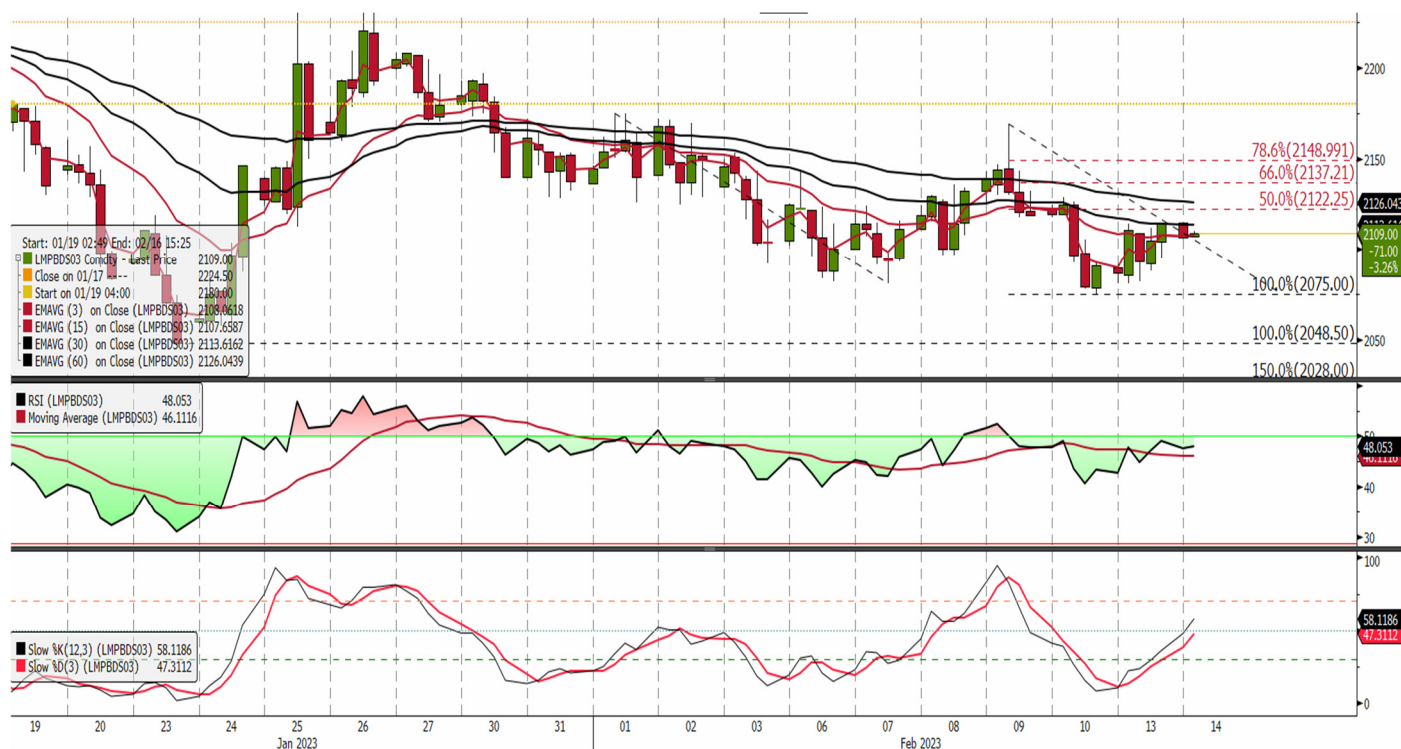 2200
2150
2050
78.6%(2148.991)
66.0%(2137.21)
50.0%(2122.25)
2126.043
2109.00
-71.00
-3.26%
100.0%(2075.00)
100.0%(2048.50)
150.0%(2028.00)
Start: 01/19 02:49 End: 02/16 15:25
LMPBDS03 Comdty - Last Price 2109.00
Close on 01/17 ---- 2224.50
Start on 01/19 04:00 2180.00
EMAVG (3) on Close (LMPBDS03) 2108.0618
EMAVG (15) on Close (LMPBDS03) 2107.6587
EMAVG (30) on Close (LMPBDS03) 2113.6162
EMAVG (60) on Close (LMPBDS03) 2126.0439
RSI (LMPBDS03) 48.053
Moving Average (LMPBDS03) 46.1116
50
48.053
46.1116
40
30
100
Slow %K(12,3) (LMPBDS03) 58.1186
Slow %D(3) (LMPBDS03) 47.3112
58.1186
47.3112
0
19 20 23 24 25 26 27 30 31 01 02 03 06 07 08 09 10 13 14
Jan 2023 Feb 2023